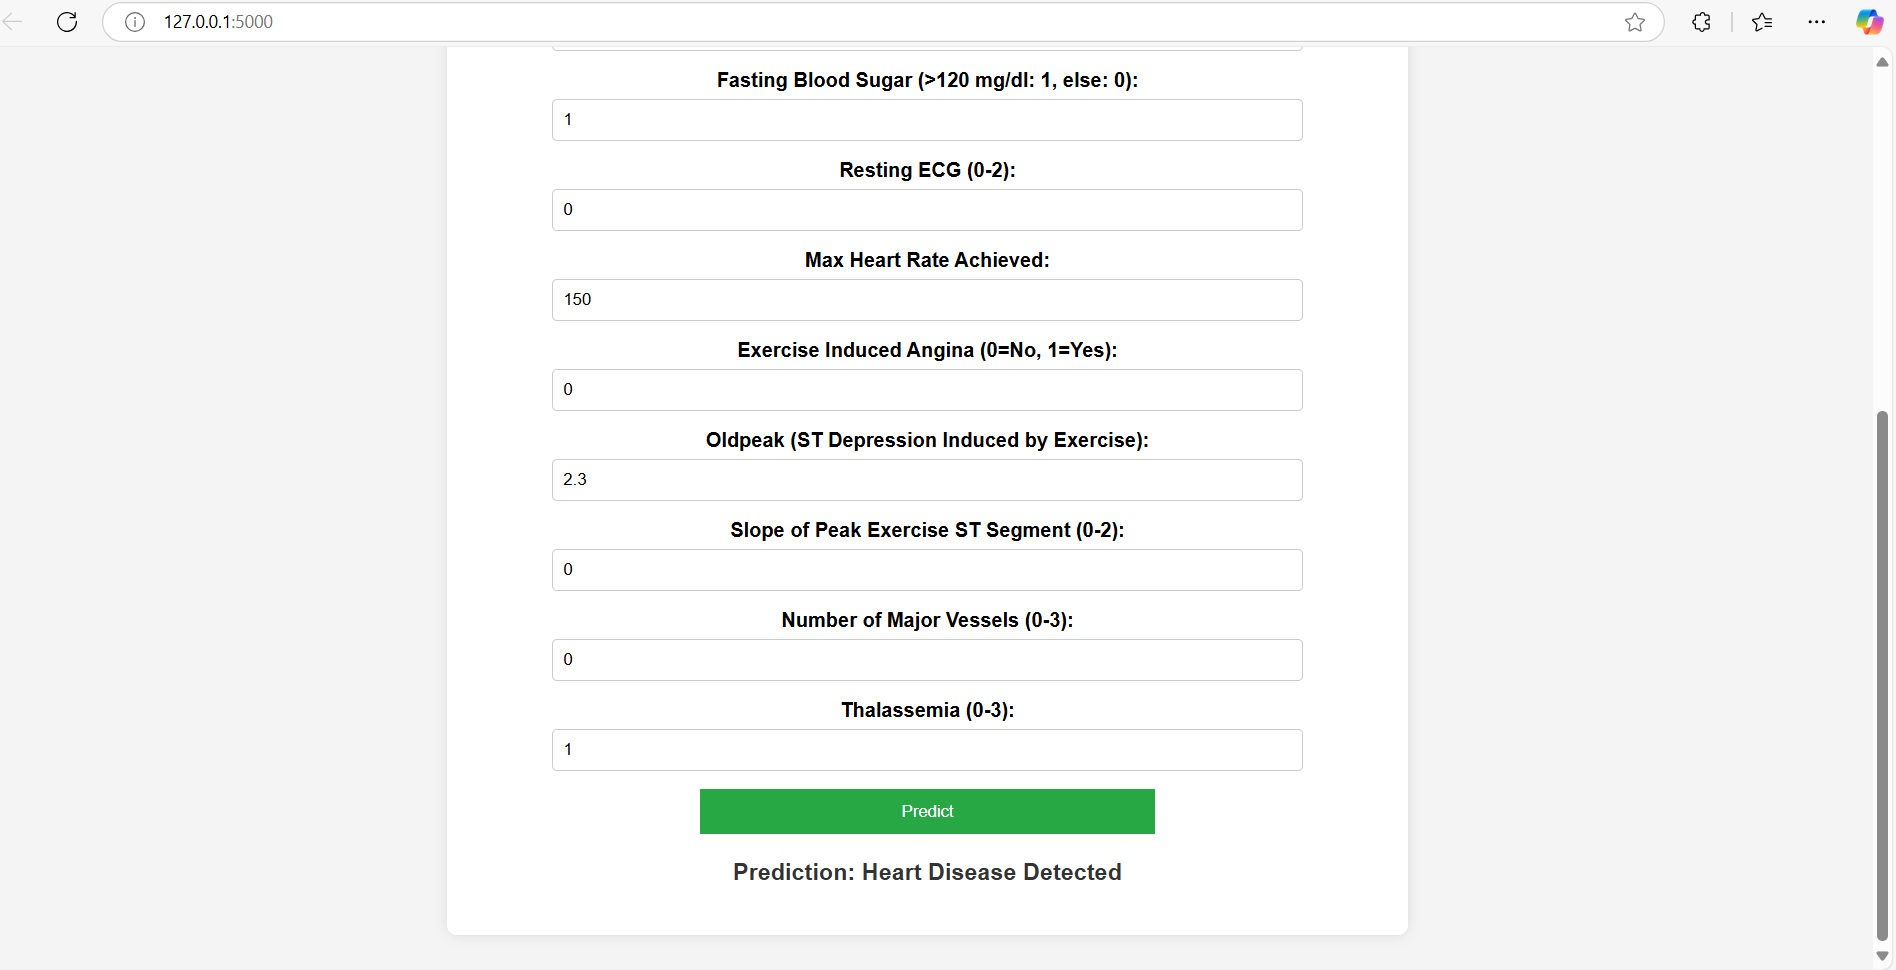 127.0.0.1:5000
Fasting Blood Sugar (>120 mg/dl: 1, else: 0):
1
Resting ECG (0-2):
0
Max Heart Rate Achieved:
150
Exercise Induced Angina (0=No, 1=Yes):
0
Oldpeak (ST Depression Induced by Exercise):
2.3
Slope of Peak Exercise ST Segment (0-2):
0
Number of Major Vessels (0-3):
0
Thalassemia (0-3):
1
Predict
Prediction: Heart Disease Detected